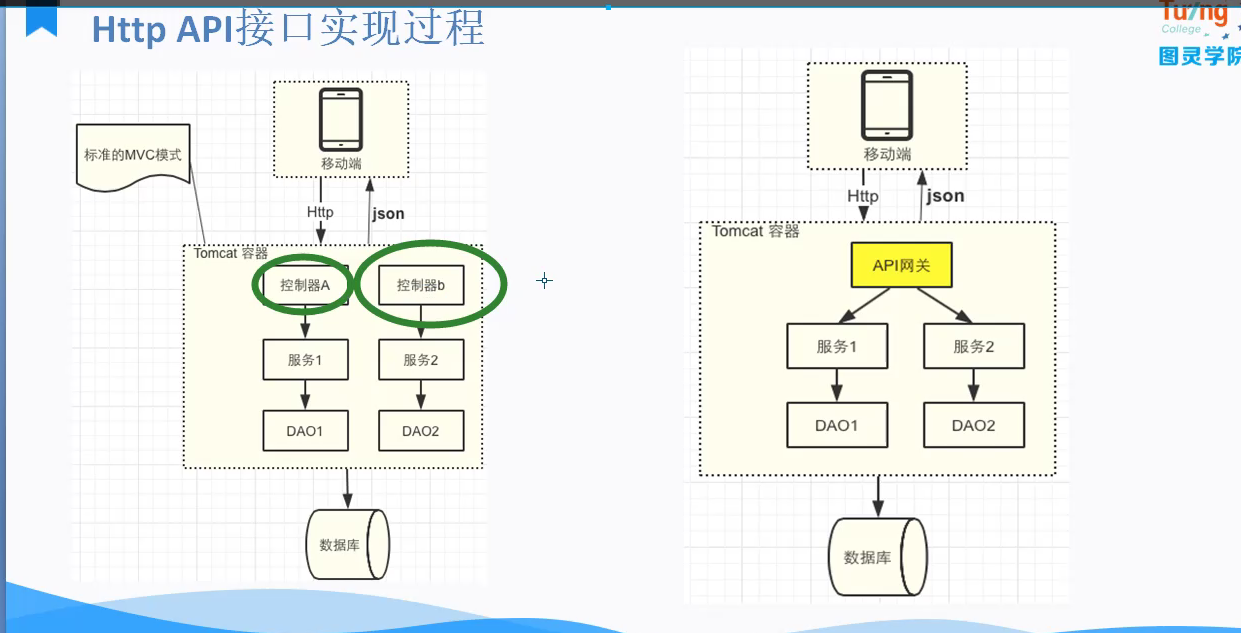 Http API接口实现过程
Tuling
College
图灵学院
标准的MVC模式
移动端
Http
json
Tomcat 容器
控制器A
控制器b
服务1
服务2
DAO1
DAO2
数据库
移动端
Http
json
Tomcat 容器
API网关
服务1
服务2
DAO1
DAO2
数据库